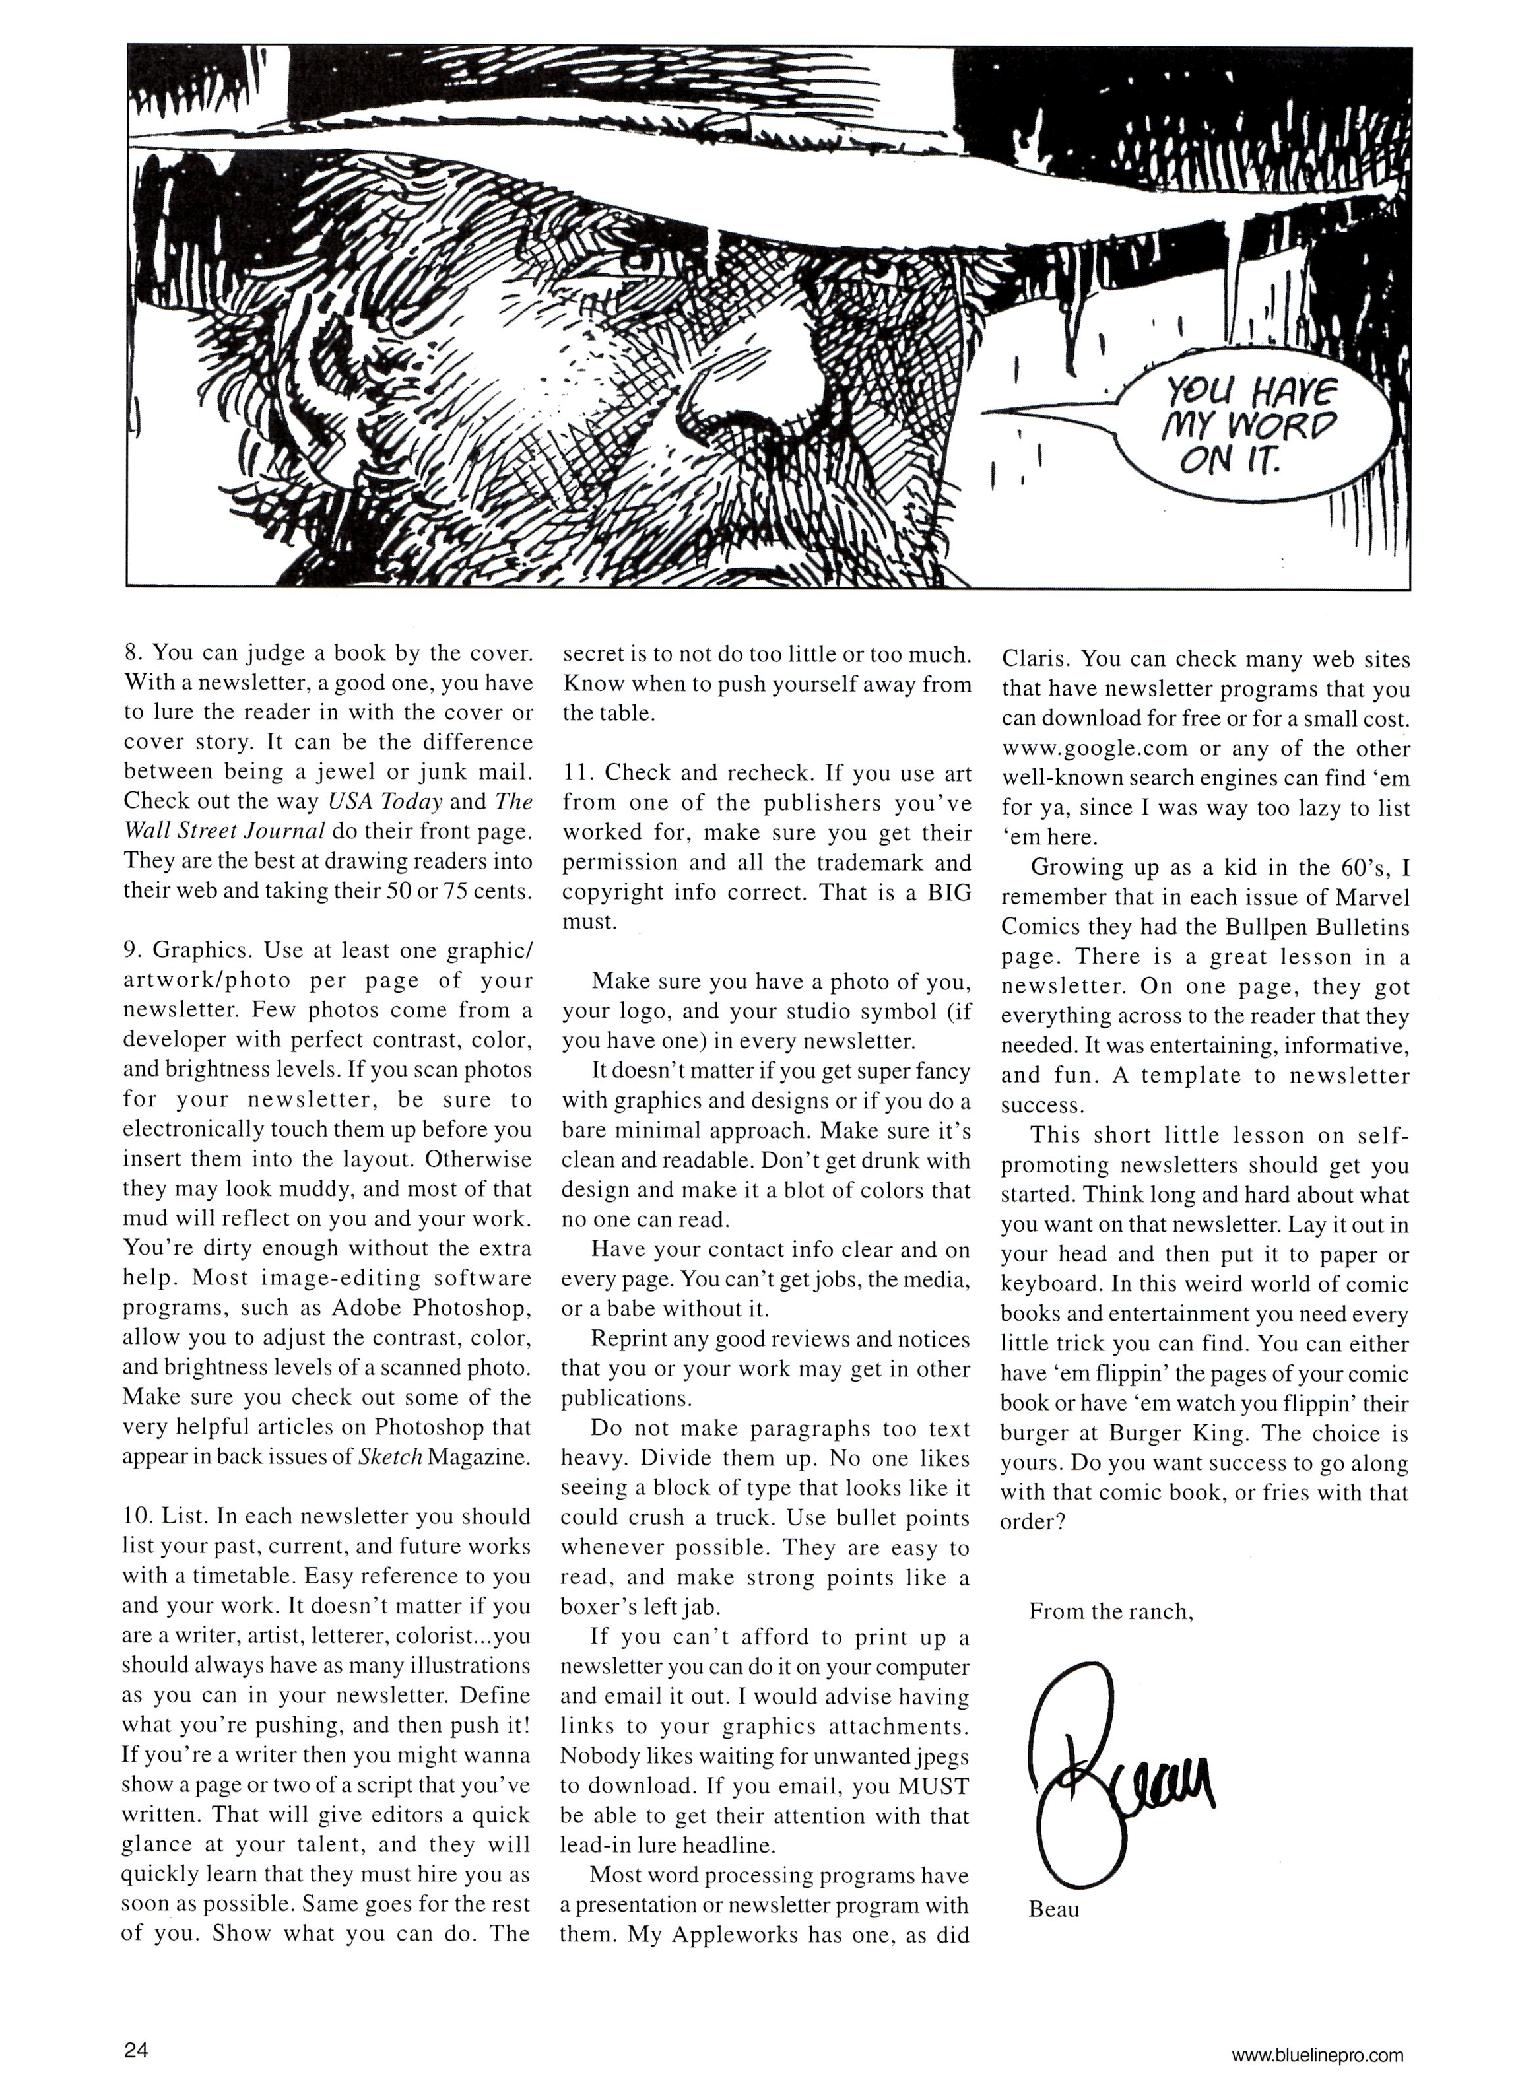 YOU HAVE
MY WORD
ON IT.
8. You can judge a book by the cover.
With a newsletter, a good one, you have
to lure the reader in with the cover or
cover story. It can be the difference
between being a jewel or junk mail.
Check out the way USA Today and The
Wall Street Journal do their front page.
They are the best at drawing readers into
their web and taking their 50 or 75 cents.
9. Graphics. Use at least one graphic/
artwork/photo per page of your
newsletter. Few photos come from a
developer with perfect contrast, color,
and brightness levels. If you scan photos
for your newsletter, be sure to
electronically touch them up before you
insert them into the layout. Otherwise
they may look muddy, and most of that
mud will reflect on you and your work.
You're dirty enough without the extra
help. Most image-editing software
programs, such as Adobe Photoshop,
allow you to adjust the contrast, color,
and brightness levels of a scanned photo.
Make sure you check out some of the
very helpful articles on Photoshop that
appear in back issues of Sketch Magazine.
10. List. In each newsletter you should
list your past, current, and future works
with a timetable. Easy reference to you
and your work. It doesn't matter if you
are a writer, artist, letterer, colorist...you
should always have as many illustrations
as you can in your newsletter. Define
what you're pushing, and then push it!
If you're a writer then you might wanna
show a page or two of a script that you've
written. That will give editors a quick
glance at your talent, and they will
quickly learn that they must hire you as
soon as possible. Same goes for the rest
of you. Show what you can do. The
secret is to not do too little or too much.
Know when to push yourself away from
the table.
11. Check and recheck. If you use art
from one of the publishers you've
worked for, make sure you get their
permission and all the trademark and
copyright info correct. That is a BIG
must.
Make sure you have a photo of you,
your logo, and your studio symbol (if
you have one) in every newsletter.
It doesn't matter if you get super fancy
with graphics and designs or if you do a
bare minimal approach. Make sure it's
clean and readable. Don't get drunk with
design and make it a blot of colors that
no one can read.
Have your contact info clear and on
every page. You can't get jobs, the media,
or a babe without it.
Reprint any good reviews and notices
that you or your work may get in other
publications.
Do not make paragraphs too text
heavy. Divide them up. No one likes
seeing a block of type that looks like it
could crush a truck. Use bullet points
whenever possible. They are easy to
read, and make strong points like a
boxer's left jab.
If you can't afford to print up a
newsletter you can do it on your computer
and email it out. I would advise having
links to your graphics attachments.
Nobody likes waiting for unwanted jpegs
to download. If you email, you MUST
be able to get their attention with that
lead-in lure headline.
Most word processing programs have
a presentation or newsletter program with
them. My Appleworks has one, as did
Claris. You can check many web sites
that have newsletter programs that you
can download for free or for a small cost.
www.google.com or any of the other
well-known search engines can find ‘em
for ya, since I was way too lazy to list
‘em here.
Growing up as a kid in the 60's, I
remember that in each issue of Marvel
Comics they had the Bullpen Bulletins
page. There is a great lesson in a
newsletter. On one page, they got
everything across to the reader that they
needed. It was entertaining, informative,
and fun. A template to newsletter
success.
This short little lesson on self-
promoting newsletters should get you
started. Think long and hard about what
you want on that newsletter. Lay it out in
your head and then put it to paper or
keyboard. In this weird world of comic
books and entertainment you need every
little trick you can find. You can either
have ‘em flippin’ the pages of your comic
book or have ‘em watch you flippin’ their
burger at Burger King. The choice is
yours. Do you want success to go along
with that comic book, or fries with that
order?
From the ranch,
Beau
Beau
24
www.bluelinepro.com